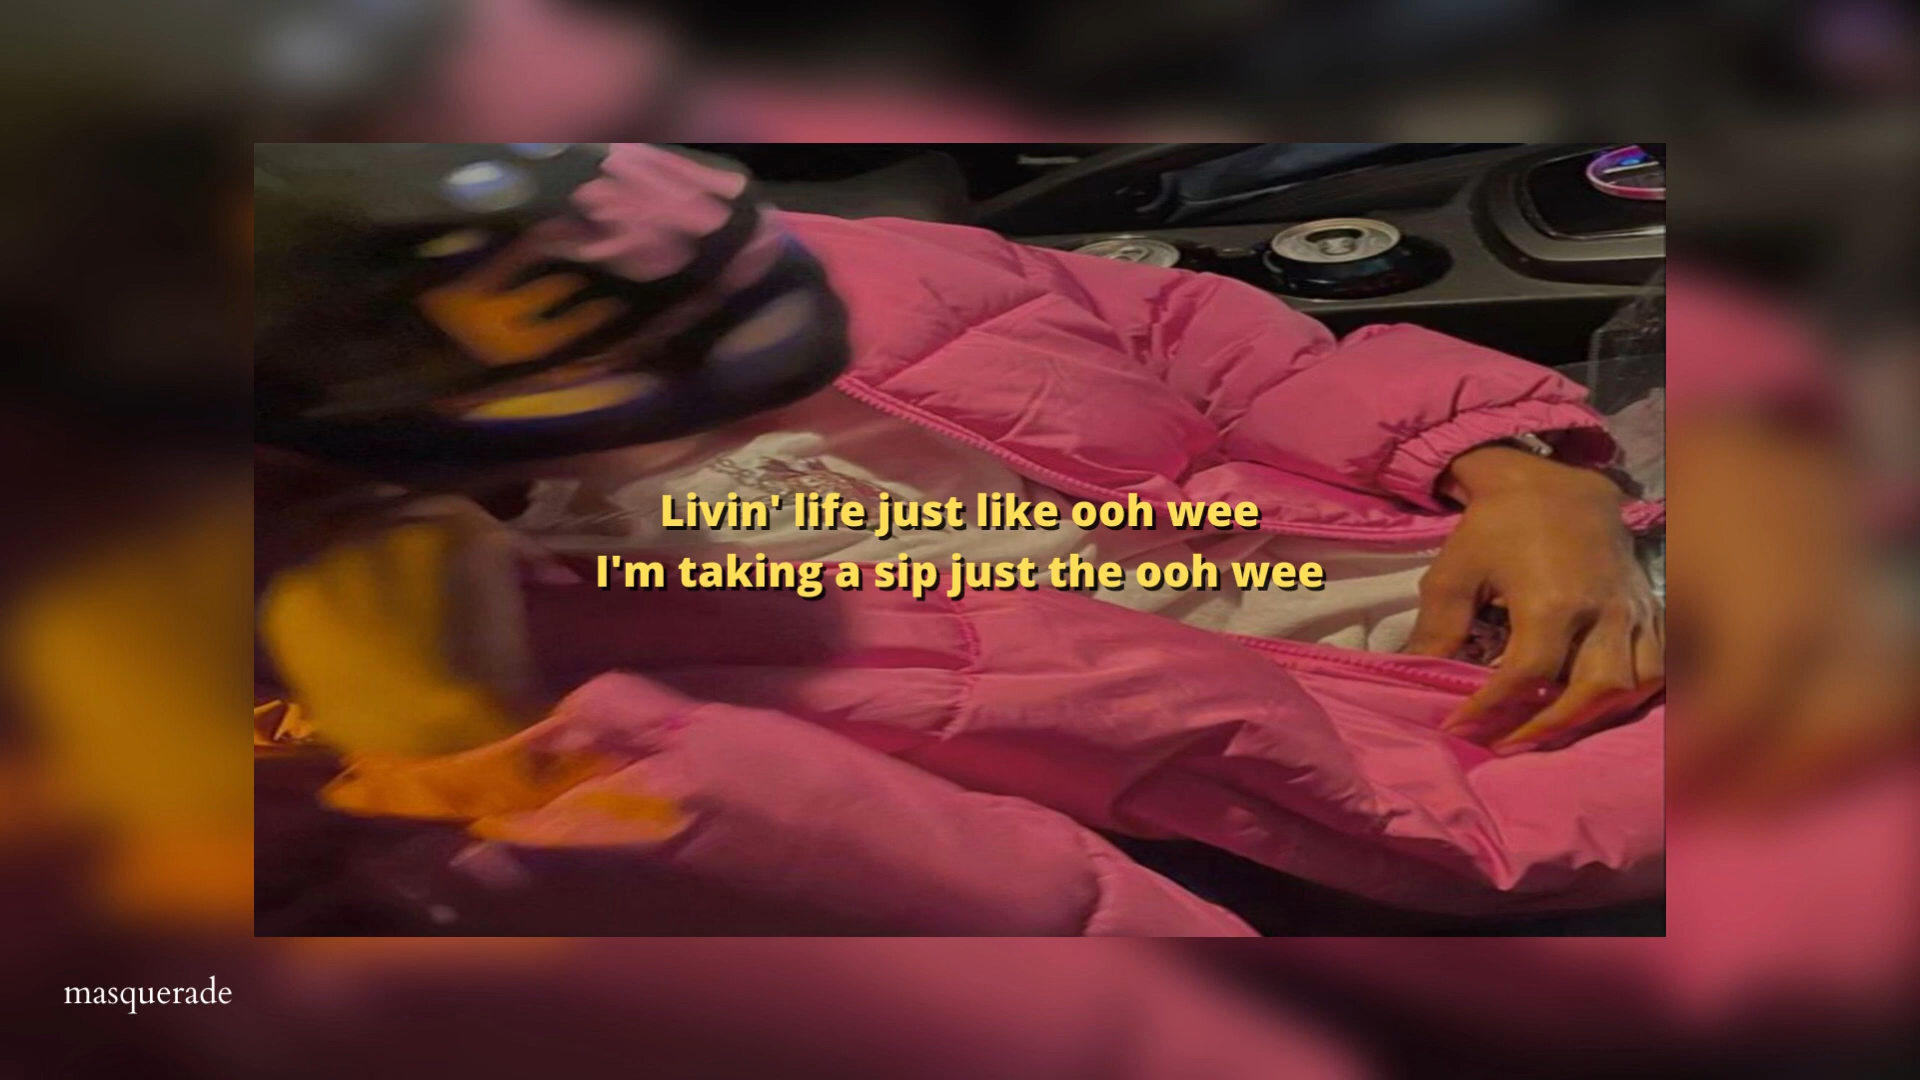 Livin' life just like ooh wee
I'm taking a sip just the ooh wee
masquerade